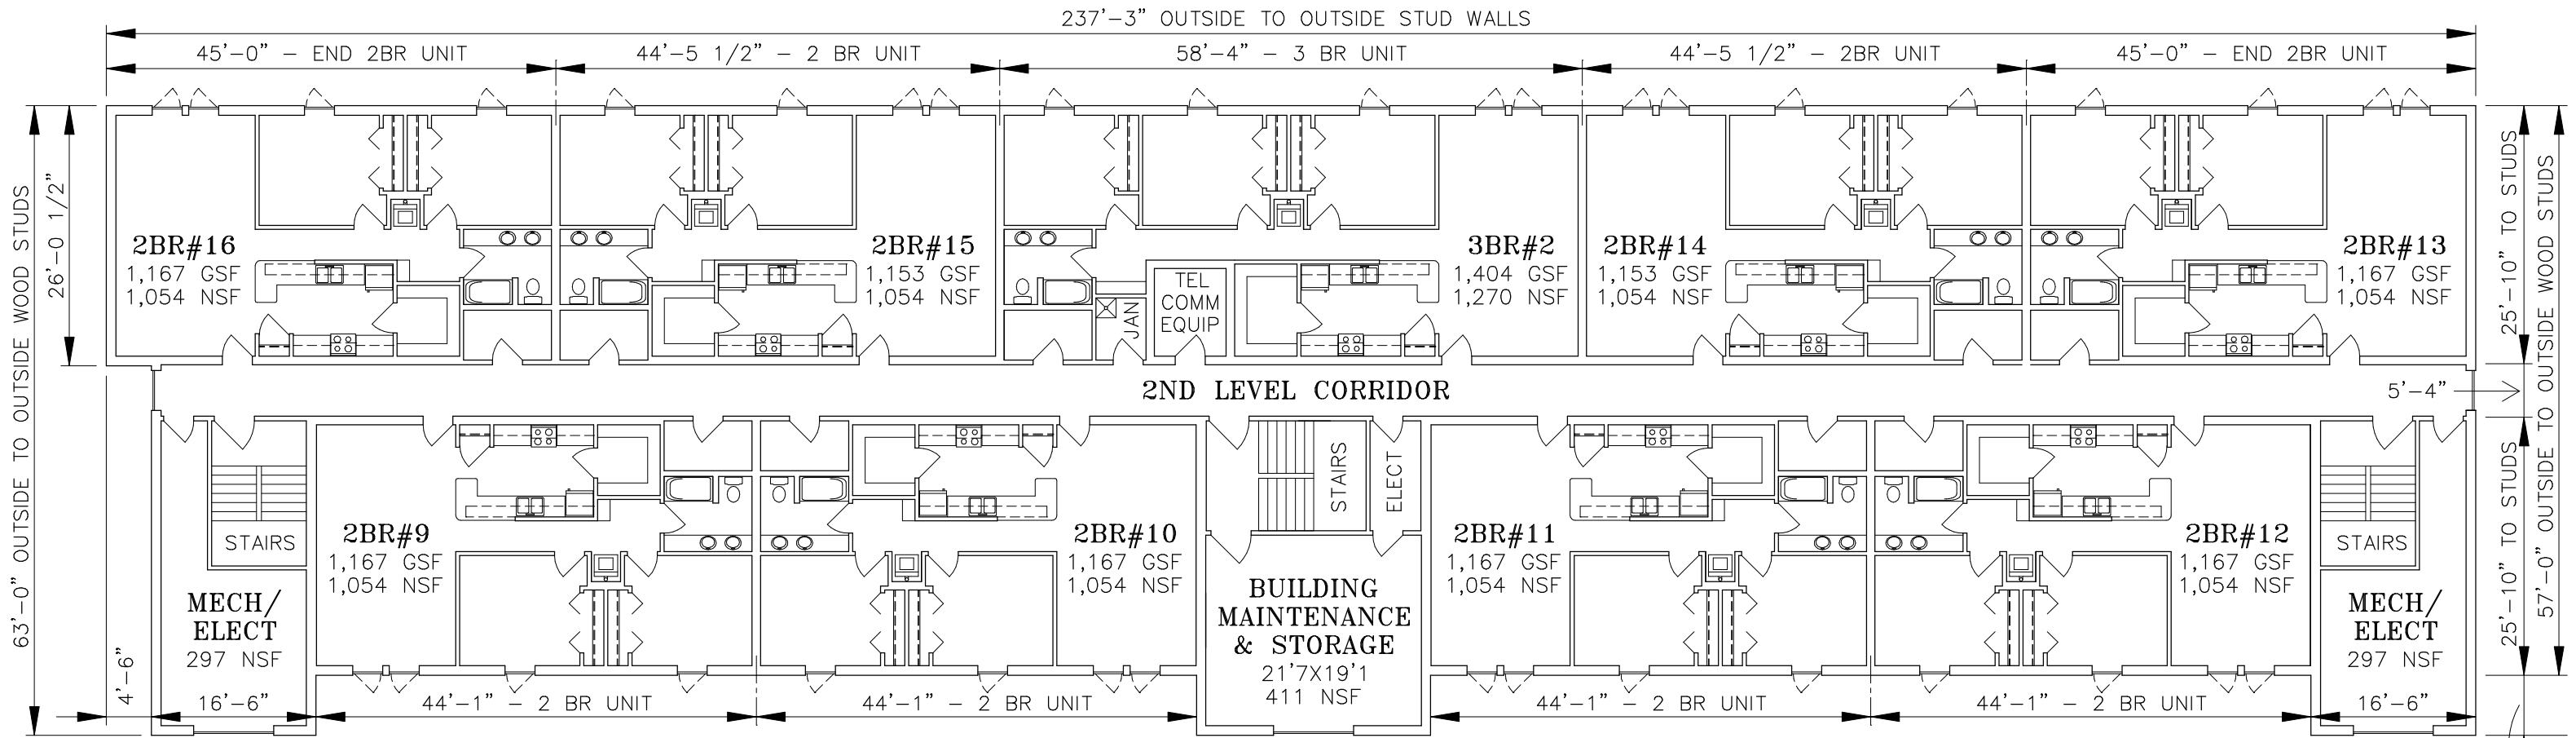 237'-3" OUTSIDE TO OUTSIDE STUD WALLS
45'-0" - END 2BR UNIT
44'-5 1/2" - 2 BR UNIT
58'-4" - 3 BR UNIT
44'-5 1/2" - 2BR UNIT
45'-0" - END 2BR UNIT
63'-0" OUTSIDE TO OUTSIDE WOOD STUDS
26'-0 1/2"
2BR#16
1,167 GSF
1,054 NSF
2BR#15
1,153 GSF
1,054 NSF
JAN
TEL
COMM
EQUIP
3BR#2
1,404 GSF
1,270 NSF
2BR#14
1,153 GSF
1,054 NSF
2BR#13
1,167 GSF
1,054 NSF
25'-10" TO STUDS
57'-0" OUTSIDE TO OUTSIDE WOOD STUDS
2ND LEVEL CORRIDOR
5'-4"
STAIRS
MECH/
ELECT
297 NSF
2BR#9
1,167 GSF
1,054 NSF
2BR#10
1,167 GSF
1,054 NSF
STAIRS
ELECT
BUILDING
MAINTENANCE
& STORAGE
21'7X19'1
411 NSF
2BR#11
1,167 GSF
1,054 NSF
2BR#12
1,167 GSF
1,054 NSF
STAIRS
MECH/
ELECT
297 NSF
25'-10" TO STUDS
4'-6"
16'-6"
44'-1" - 2 BR UNIT
44'-1" - 2 BR UNIT
44'-1" - 2 BR UNIT
44'-1" - 2 BR UNIT
16'-6"